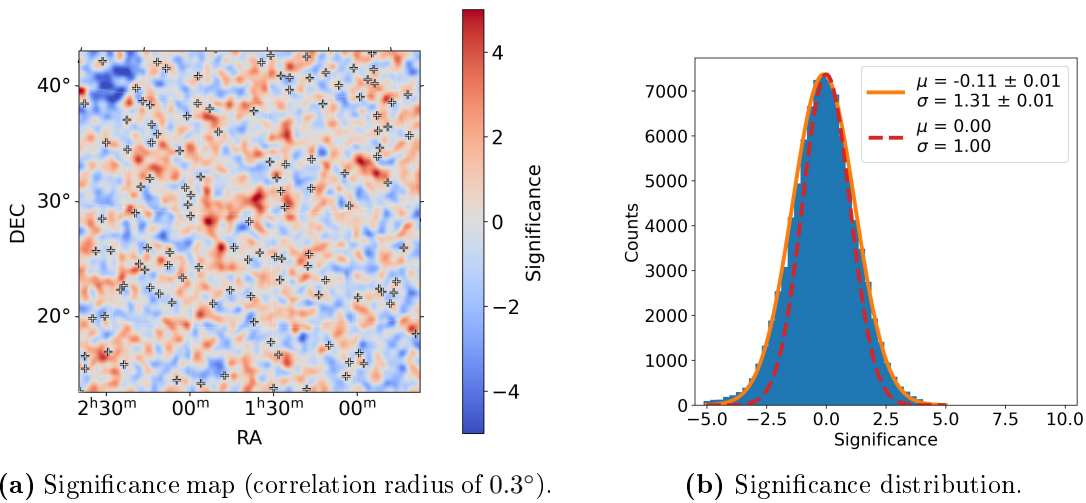 40°
30°
20°
DEC
2ʰ30ᵐ 00ᵐ 1ʰ30ᵐ 00ᵐ
RA
4
2
0
−2
−4
Significance
7000
6000
5000
4000
3000
2000
1000
0
Counts
μ = -0.11 ± 0.01
σ = 1.31 ± 0.01
μ = 0.00
σ = 1.00
−5.0 −2.5 0.0 2.5 5.0 7.5 10.0
Significance
(a) Significance map (correlation radius of 0.3°).
(b) Significance distribution.